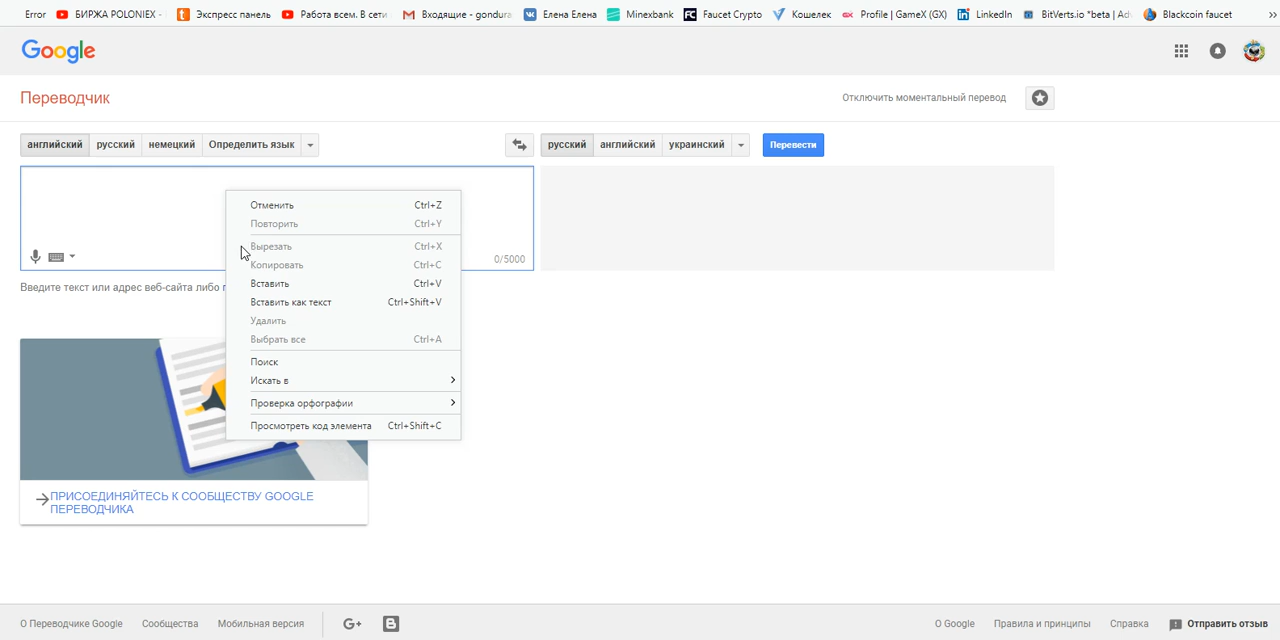 Error БИРЖА POLONIEX - Экспресс панель Работа всем. В сети Входящие - gondura Елена Елена Minexbank Faucet Crypto Кошелек Profile | GameX (GX) LinkedIn BitVerts.io *beta | Adv Blackcoin faucet »
Google
Переводчик
Отключить моментальный перевод
английский русский немецкий Определить язык
русский английский украинский Перевести
Отменить Ctrl+Z
Повторить Ctrl+Y
Вырезать Ctrl+X
Копировать Ctrl+C
0/5000
Вставить Ctrl+V
Введите текст или адрес веб-сайта либо
Вставить как текст Ctrl+Shift+V
Удалить
Выбрать все Ctrl+A
Поиск
Искать в
Проверка орфографии
Просмотреть код элемента Ctrl+Shift+C
ПРИСОЕДИНЯЙТЕСЬ К СООБЩЕСТВУ GOOGLE
ПЕРЕВОДЧИКА
О Переводчике Google Сообщества Мобильная версия G+ B О Google Правила и принципы Справка Отправить отзыв